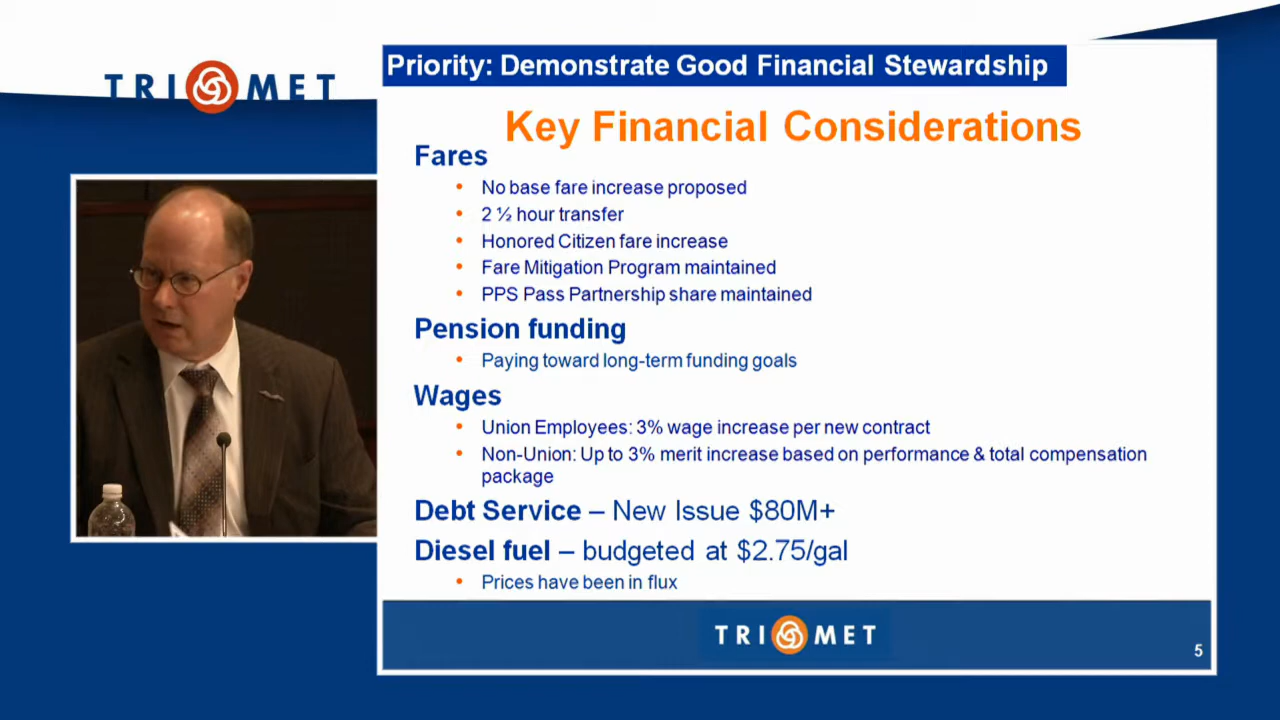 TRI MET
Priority: Demonstrate Good Financial Stewardship
Key Financial Considerations
Fares
• No base fare increase proposed
• 2 ½ hour transfer
• Honored Citizen fare increase
• Fare Mitigation Program maintained
• PPS Pass Partnership share maintained
Pension funding
• Paying toward long-term funding goals
Wages
• Union Employees: 3% wage increase per new contract
• Non-Union: Up to 3% merit increase based on performance & total compensation
package
Debt Service – New Issue $80M+
Diesel fuel – budgeted at $2.75/gal
• Prices have been in flux
TRI MET
5